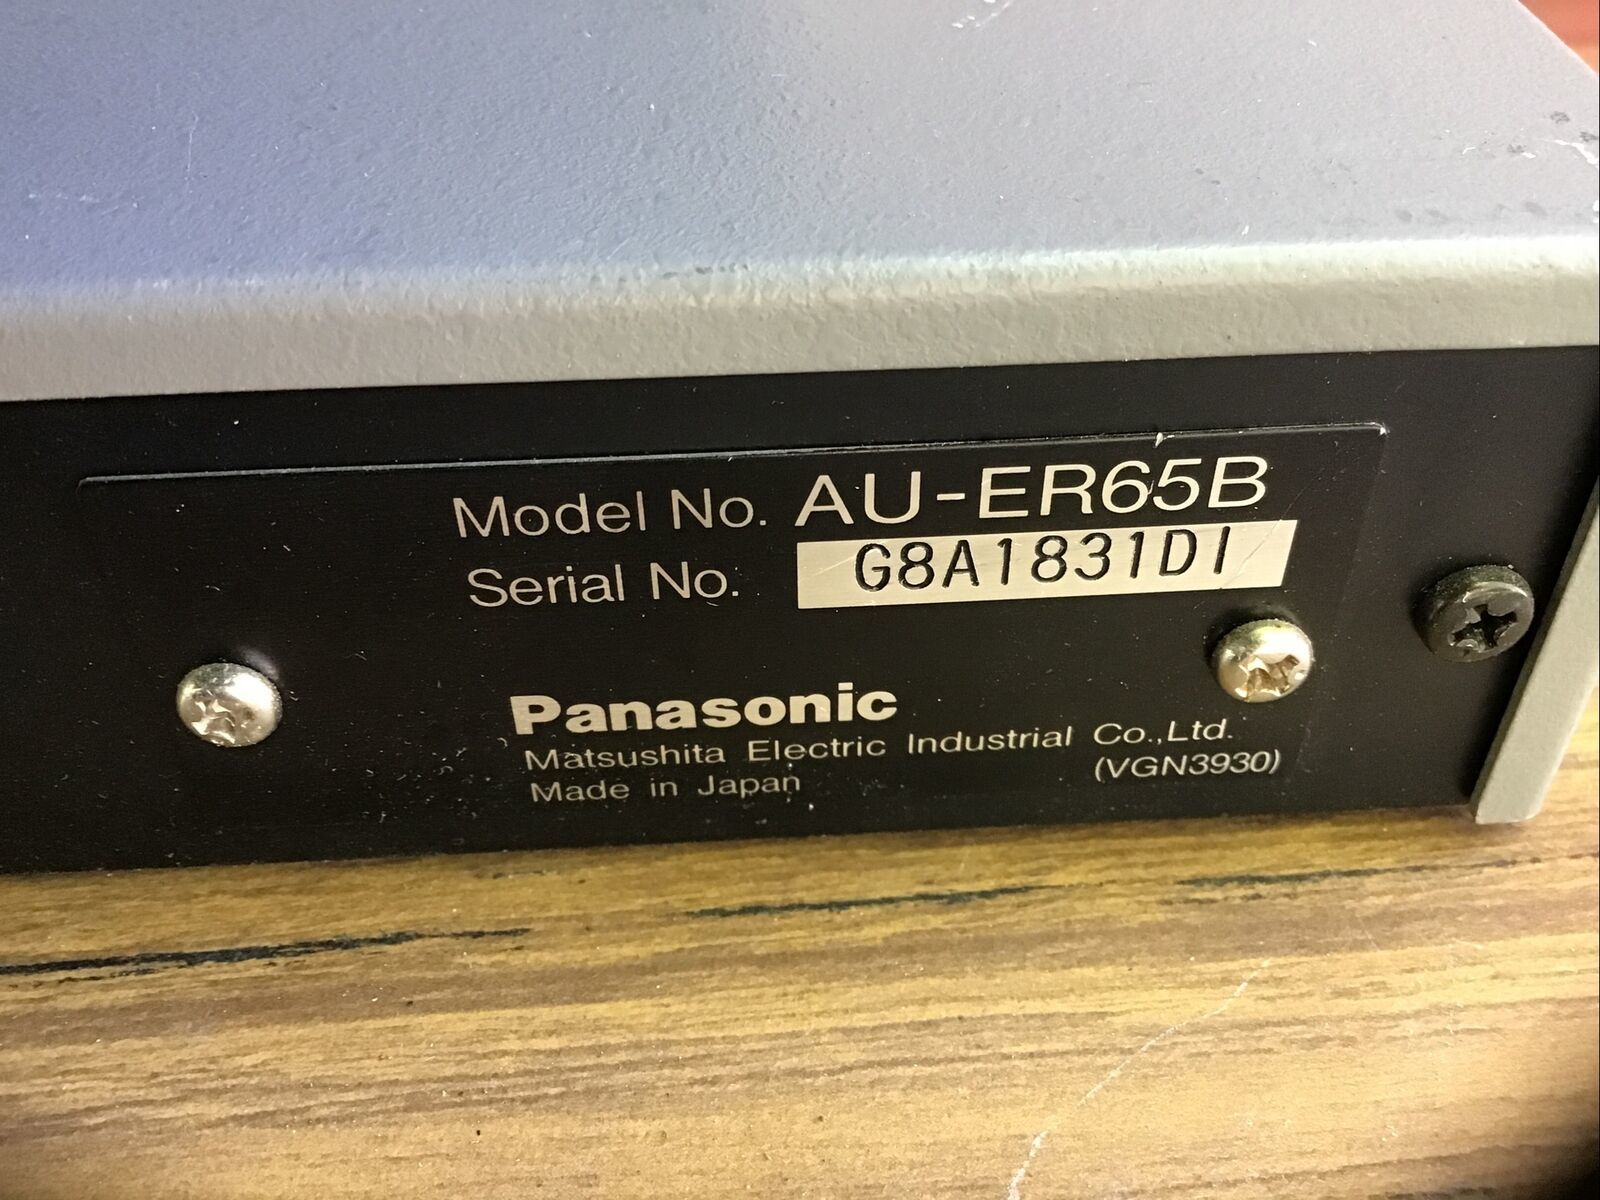 Model No. AU-ER65B
Serial No. G8A1831DI
Panasonic
Matsushita Electric Industrial Co.,Ltd.
Made in Japan (VGN3930)